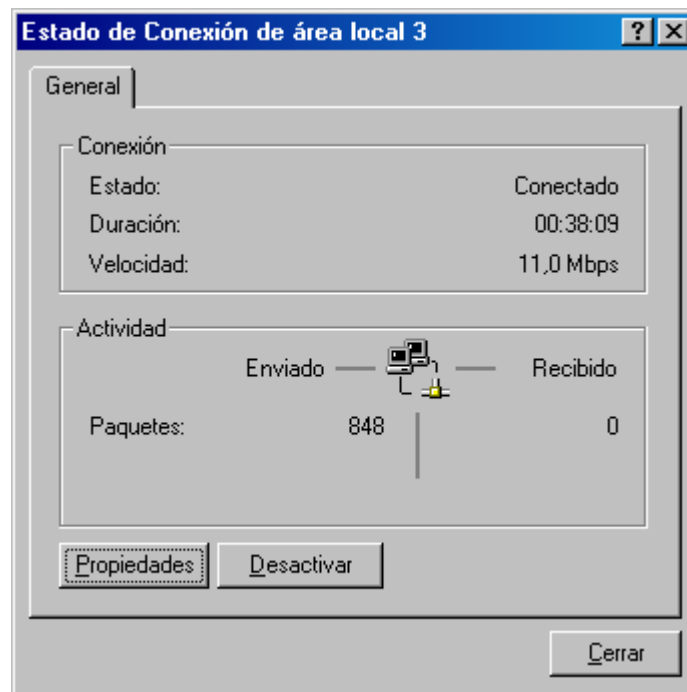 Estado de Conexión de área local 3
General
Conexión
Estado: Conectado
Duración: 00:38:09
Velocidad: 11,0 Mbps
Actividad
Enviado Recibido
Paquetes: 848 0
Propiedades Desactivar
Cerrar